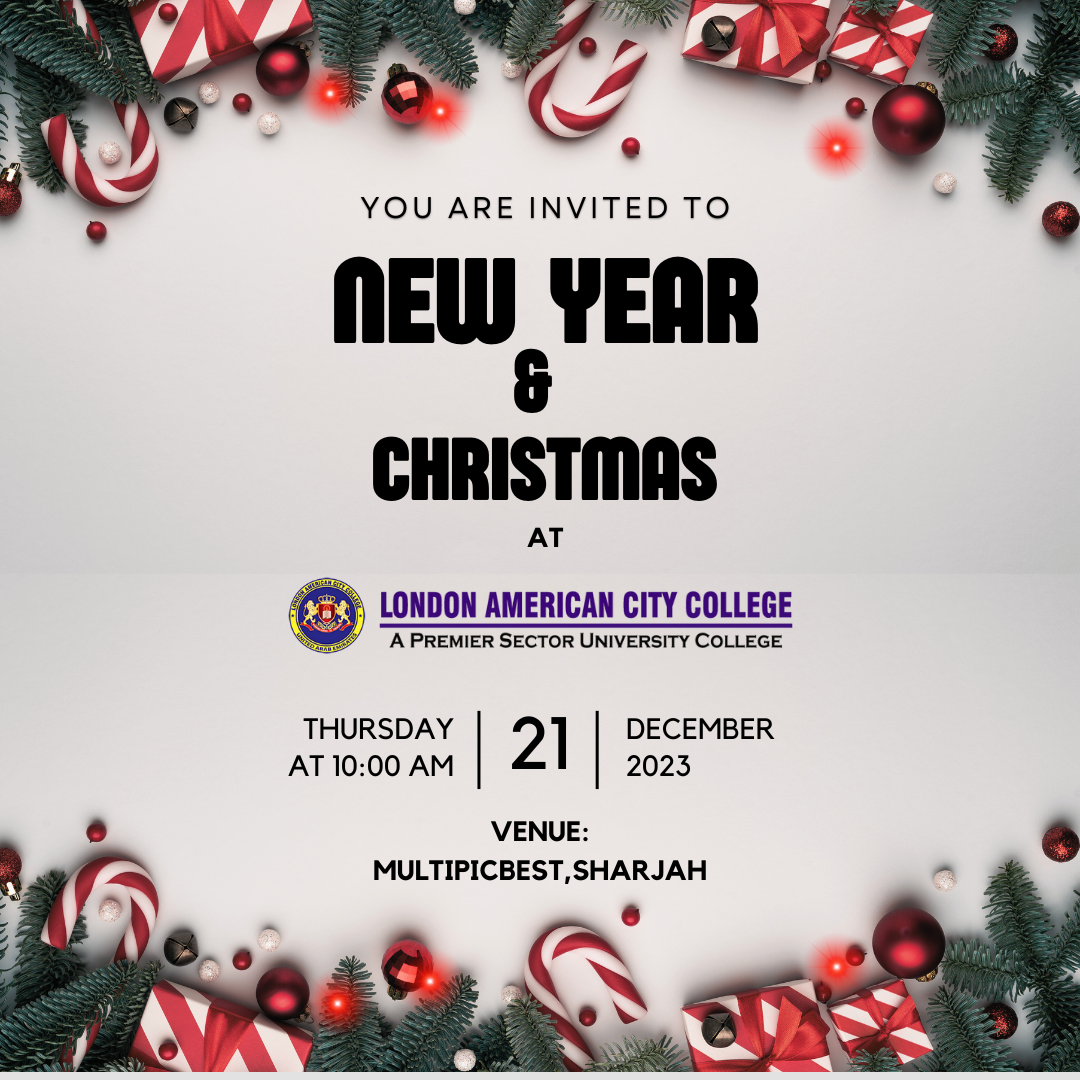 YOU ARE INVITED TO
NEW YEAR
&
CHRISTMAS
AT
LONDON AMERICAN CITY COLLEGE
UNITED ARAB EMIRATES
LONDON AMERICAN CITY COLLEGE
A PREMIER SECTOR UNIVERSITY COLLEGE
THURSDAY
AT 10:00 AM
21
DECEMBER
2023
VENUE:
MULTIPICBEST,SHARJAH